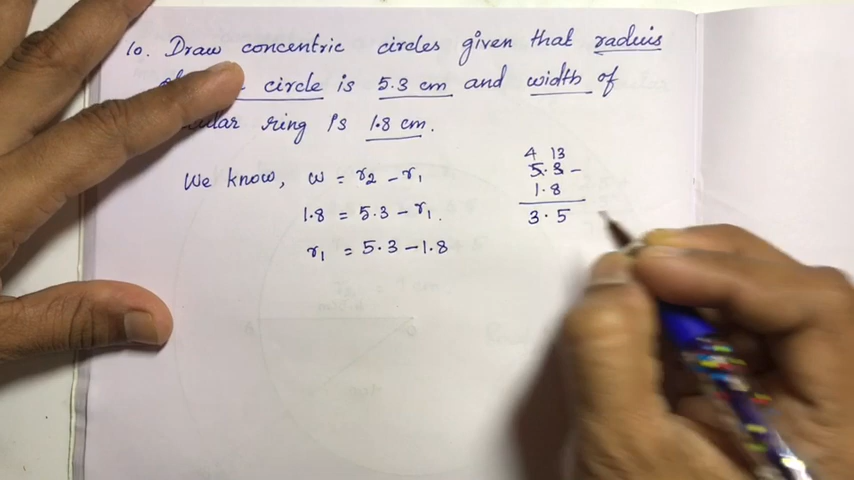 10. Draw concentric circles given that radius
circle is 5.3 cm and width of
ring is 1.8 cm.
We know, w = r2 - r1
1.8 = 5.3 - r1.
r1 = 5.3 - 1.8
4 13
5.3 -
1.8
3.5